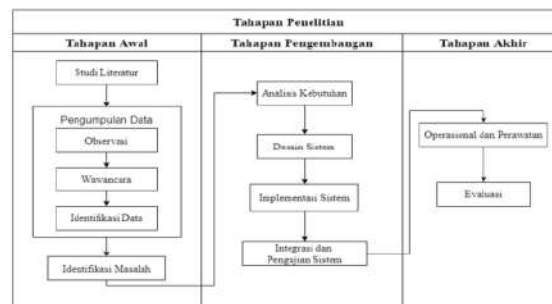 Tahapan Penelitian
Tahapan Awal
Tahapan Pengembangan
Tahapan Akhir
Studi Literatur
Pengumpulan Data
Observasi
Wawancara
Identifikasi Data
Identifikasi Masalah
Analisis Kebutuhan
Desain Sistem
Implementasi Sistem
Integrasi dan
Pengujian Sistem
Operasional dan Perawatan
Evaluasi